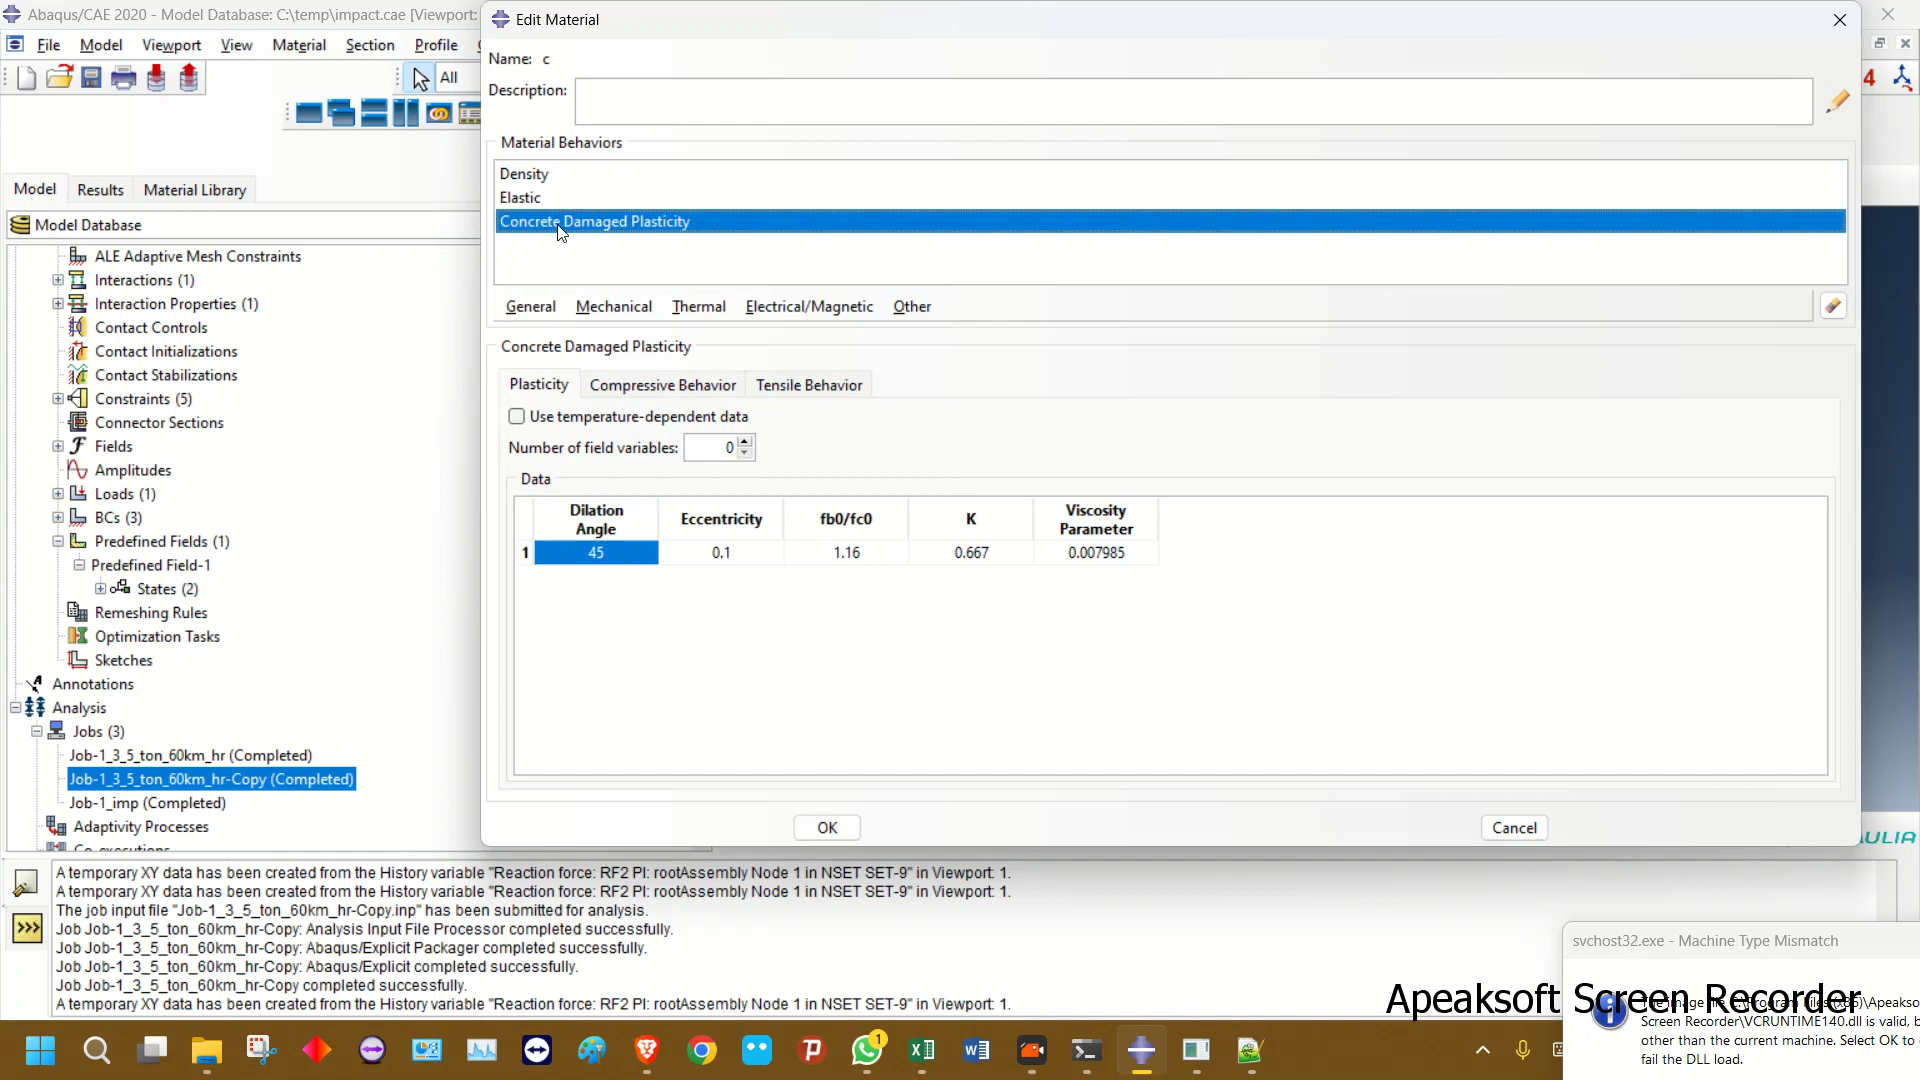 Abaqus/CAE 2020 - Model Database: C:\temp\impact.cae [Viewport:
Edit Material
File Model Viewport View Material Section Profile
All
4
Name: c
Description:
Material Behaviors
Density
Elastic
Concrete Damaged Plasticity
General Mechanical Thermal Electrical/Magnetic Other
Concrete Damaged Plasticity
Plasticity Compressive Behavior Tensile Behavior
Use temperature-dependent data
Number of field variables: 0
Data
Dilation Angle Eccentricity fb0/fc0 K Viscosity Parameter
1 45 0.1 1.16 0.667 0.007985
OK Cancel
Model Results Material Library
Model Database
ALE Adaptive Mesh Constraints
Interactions (1)
Interaction Properties (1)
Contact Controls
Contact Initializations
Contact Stabilizations
Constraints (5)
Connector Sections
Fields
Amplitudes
Loads (1)
BCs (3)
Predefined Fields (1)
Predefined Field-1
States (2)
Remeshing Rules
Optimization Tasks
Sketches
Annotations
Analysis
Jobs (3)
Job-1_3_5_ton_60km_hr (Completed)
Job-1_3_5_ton_60km_hr-Copy (Completed)
Job-1_imp (Completed)
Adaptivity Processes
Co-executions
ULIA
A temporary XY data has been created from the History variable "Reaction force: RF2 PI: rootAssembly Node 1 in NSET SET-9" in Viewport: 1.
A temporary XY data has been created from the History variable "Reaction force: RF2 PI: rootAssembly Node 1 in NSET SET-9" in Viewport: 1.
The job input file "Job-1_3_5_ton_60km_hr-Copy.inp" has been submitted for analysis.
Job Job-1_3_5_ton_60km_hr-Copy: Analysis Input File Processor completed successfully.
Job Job-1_3_5_ton_60km_hr-Copy: Abaqus/Explicit Packager completed successfully.
Job Job-1_3_5_ton_60km_hr-Copy: Abaqus/Explicit completed successfully.
Job Job-1_3_5_ton_60km_hr-Copy completed successfully.
A temporary XY data has been created from the History variable "Reaction force: RF2 PI: rootAssembly Node 1 in NSET SET-9" in Viewport: 1.
svchost32.exe - Machine Type Mismatch
Apeaksoft Screen Recorder
The image file C:\Program Files (x86)\Apeakso
Screen Recorder\VCRUNTIME140.dll is valid, b
other than the current machine. Select OK to
fail the DLL load.
1